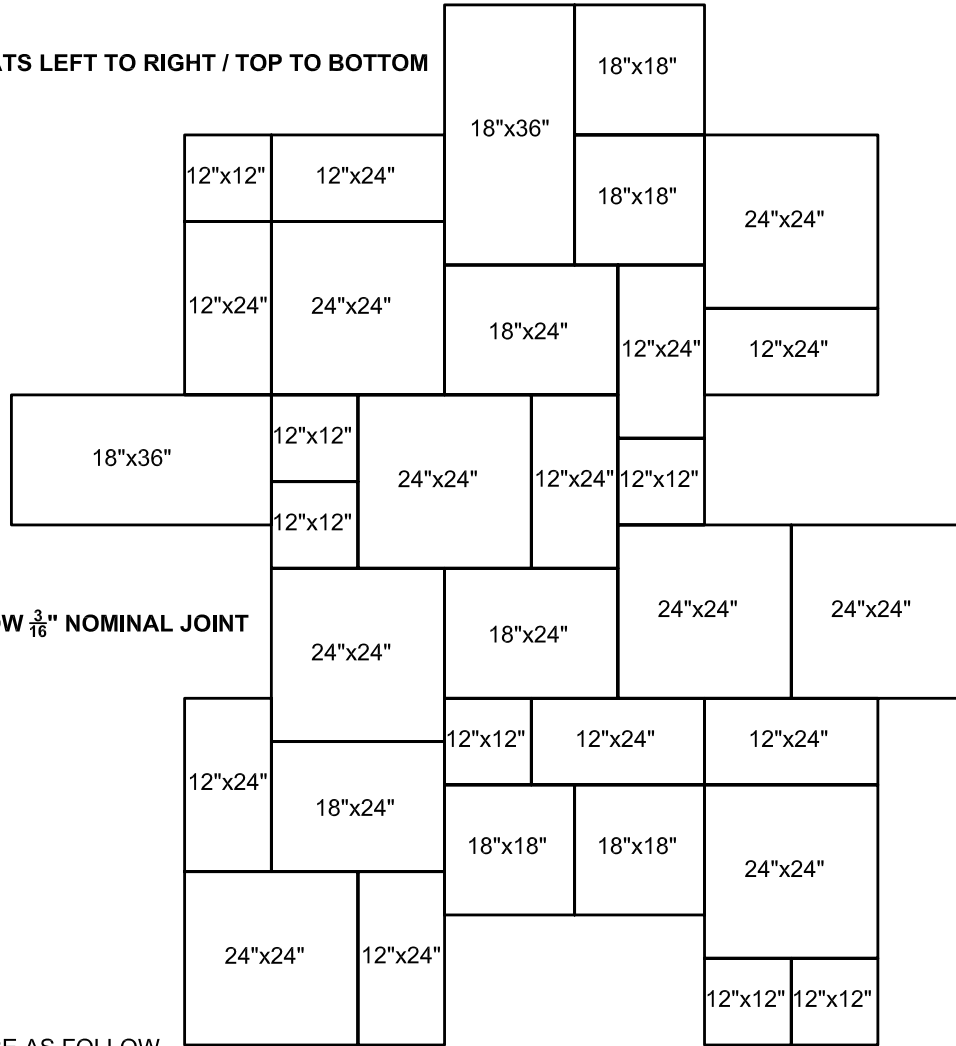 18"x18"
ATS LEFT TO RIGHT / TOP TO BOTTOM
18"x36"
12"x12" 12"x24"
18"x18"
24"x24"
12"x24" 24"x24"
18"x24"
12"x24" 12"x24"
12"x12"
18"x36"
24"x24" 12"x24" 12"x12"
12"x12"
24"x24" 24"x24"
OW 3/16" NOMINAL JOINT
18"x24"
24"x24"
12"x12" 12"x24" 12"x24"
12"x24"
18"x24"
18"x18" 18"x18"
24"x24"
24"x24" 12"x24"
12"x12" 12"x12"
AS FOLLOW